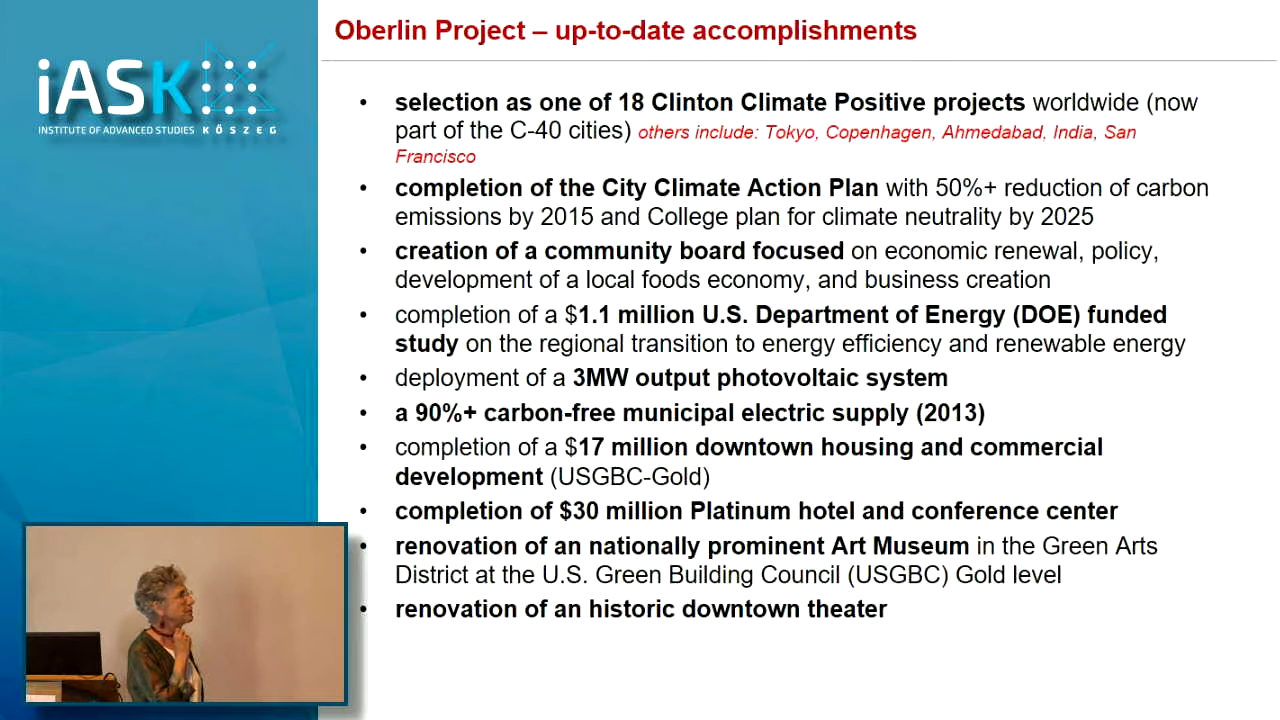 Oberlin Project – up-to-date accomplishments
iASK
INSTITUTE OF ADVANCED STUDIES KŐSZEG
• selection as one of 18 Clinton Climate Positive projects worldwide (now
part of the C-40 cities) others include: Tokyo, Copenhagen, Ahmedabad, India, San
Francisco
• completion of the City Climate Action Plan with 50%+ reduction of carbon
emissions by 2015 and College plan for climate neutrality by 2025
• creation of a community board focused on economic renewal, policy,
development of a local foods economy, and business creation
• completion of a $1.1 million U.S. Department of Energy (DOE) funded
study on the regional transition to energy efficiency and renewable energy
• deployment of a 3MW output photovoltaic system
• a 90%+ carbon-free municipal electric supply (2013)
• completion of a $17 million downtown housing and commercial
development (USGBC-Gold)
• completion of $30 million Platinum hotel and conference center
• renovation of an nationally prominent Art Museum in the Green Arts
District at the U.S. Green Building Council (USGBC) Gold level
• renovation of an historic downtown theater